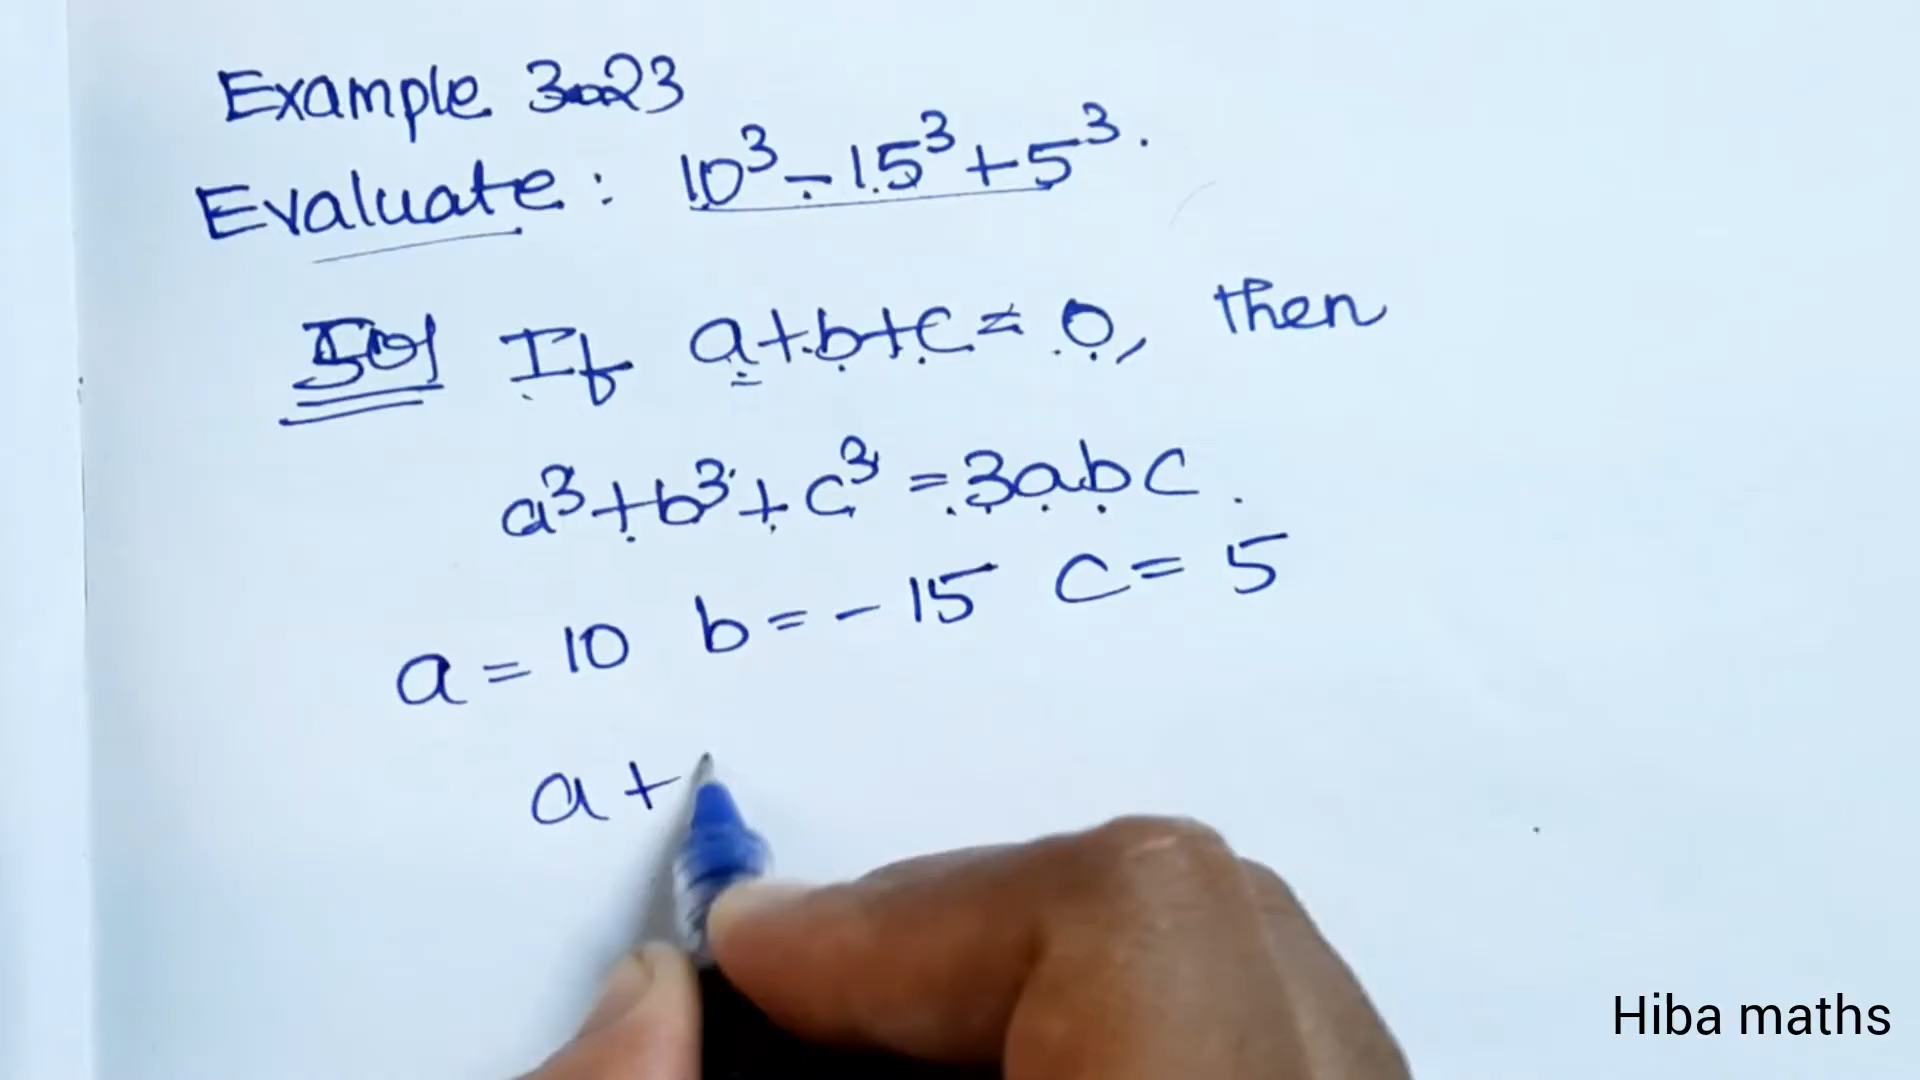 Example 3.23
Evaluate : 10³ - 15³ + 5³.
Sol If a+b+c = 0, then
a³+b³+c³ = 3abc.
a = 10 b = - 15 c = 5
a +
Hiba maths